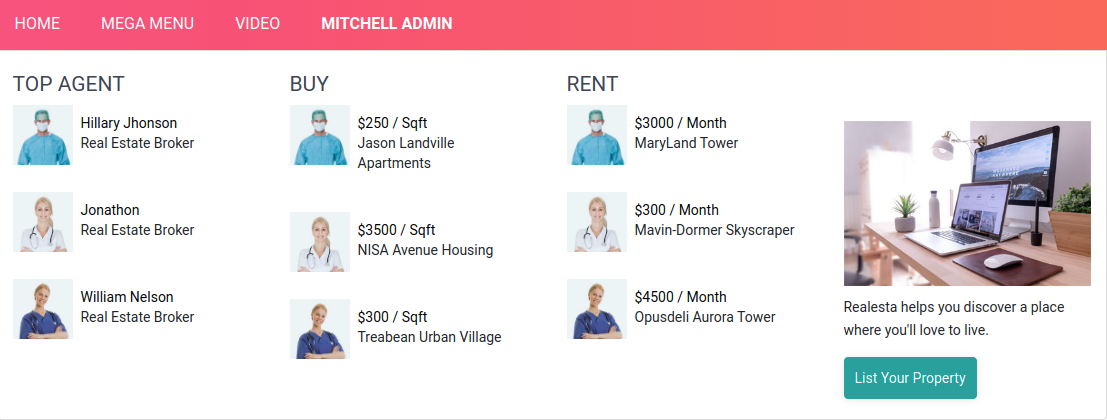 HOME MEGA MENU VIDEO MITCHELL ADMIN
TOP AGENT
Hillary Jhonson
Real Estate Broker
Jonathon
Real Estate Broker
William Nelson
Real Estate Broker
BUY
$250 / Sqft
Jason Landville
Apartments
$3500 / Sqft
NISA Avenue Housing
$300 / Sqft
Treabean Urban Village
RENT
$3000 / Month
MaryLand Tower
$300 / Month
Mavin-Dormer Skyscraper
$4500 / Month
Opusdeli Aurora Tower
Realesta helps you discover a place
where you'll love to live.
List Your Property